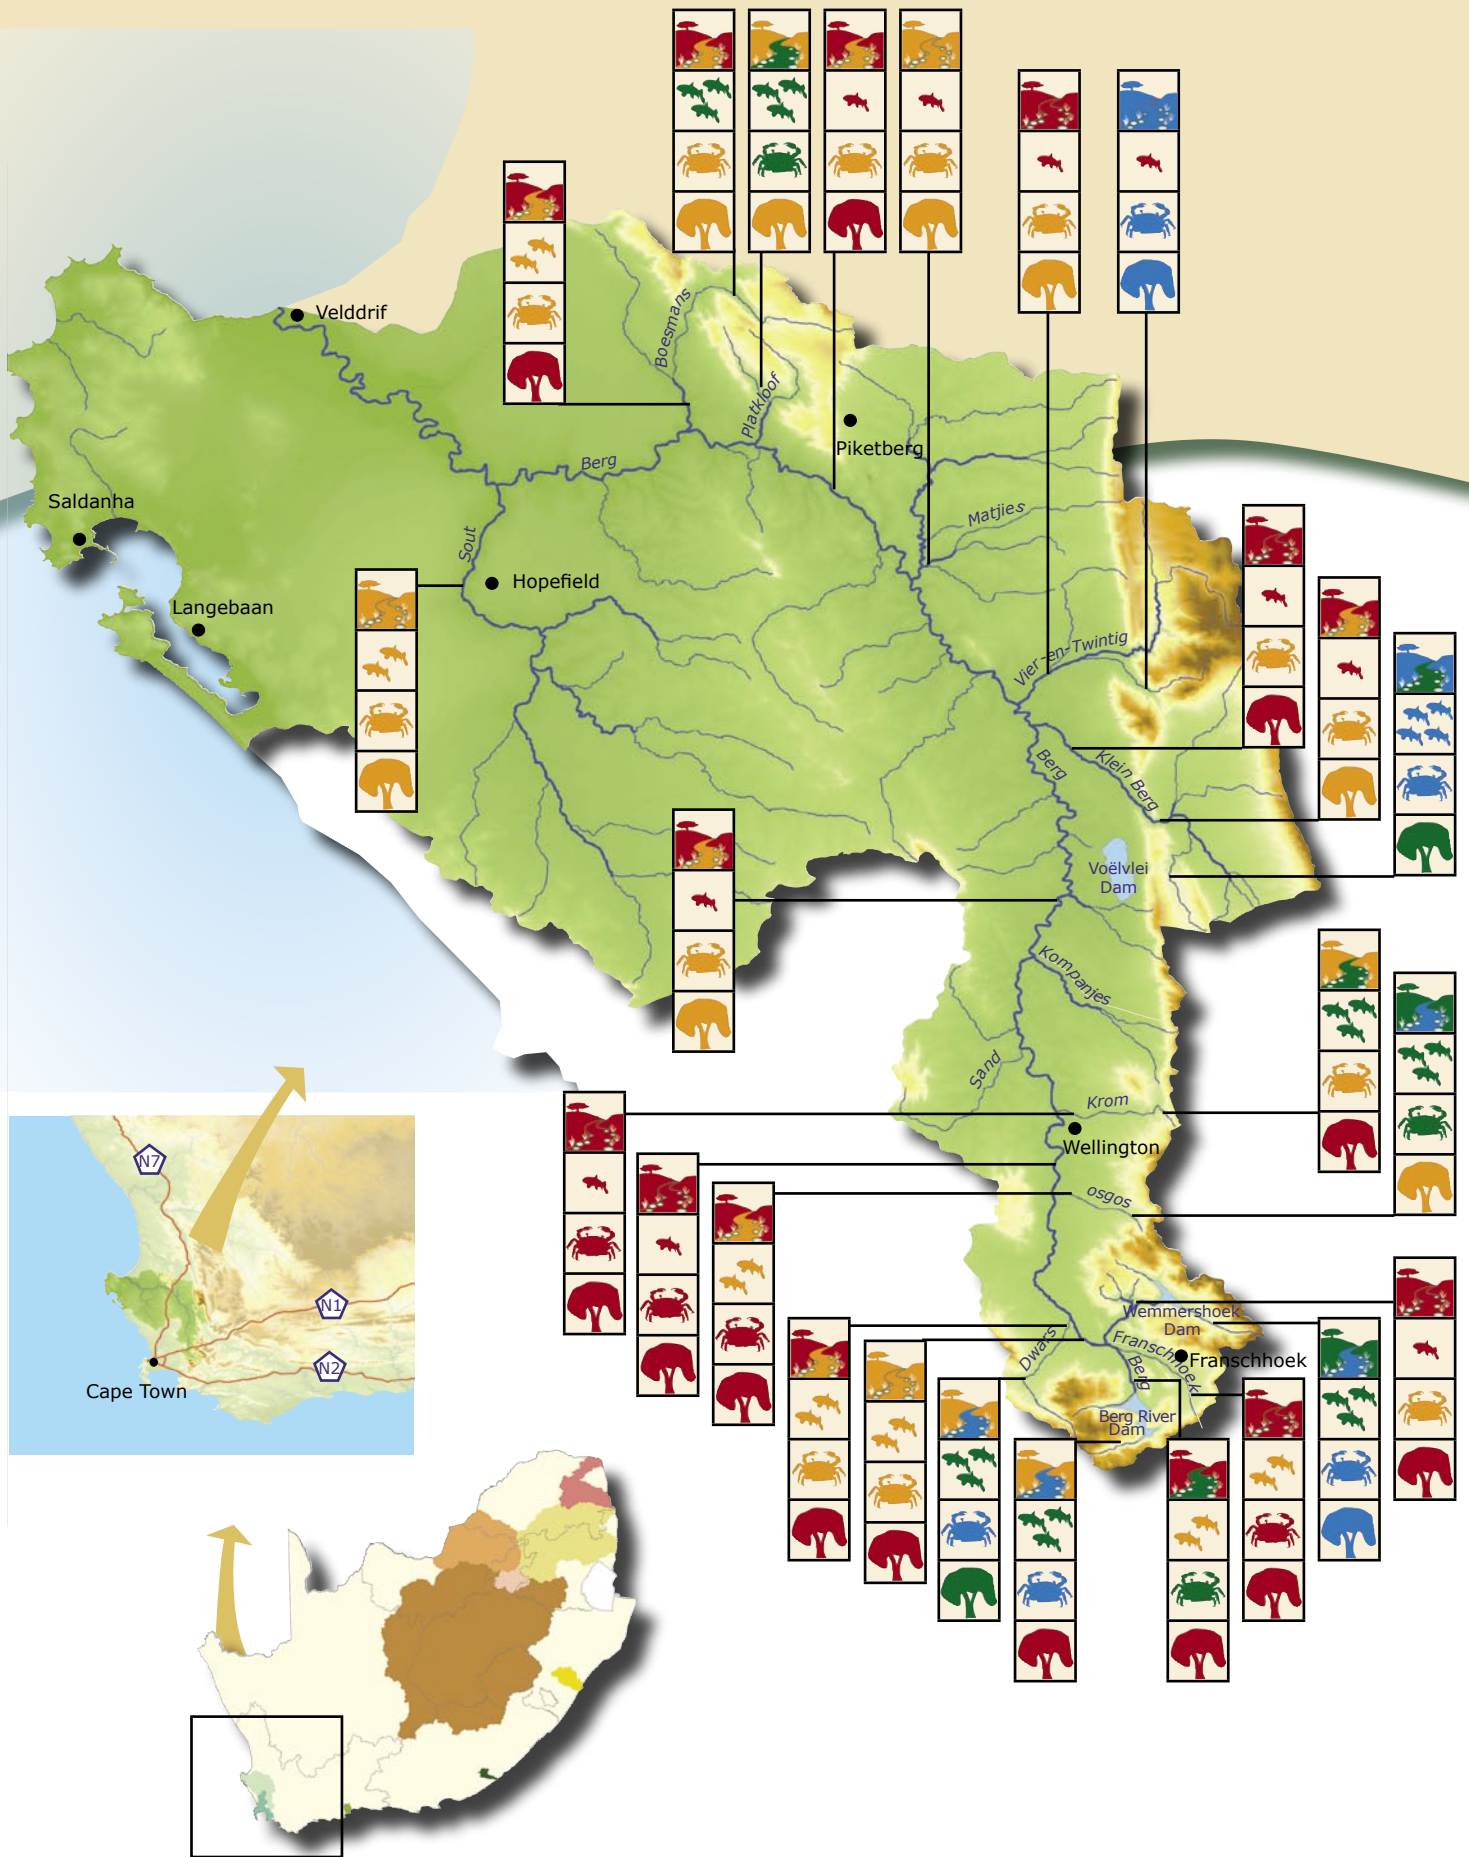 Velddrif
Boesmans
Platkloof
Piketberg
Berg
Saldanha
Matjies
Sout
Hopefield
Langebaan
Vier-en-Twintig
Berg
Klein Berg
Voëlvlei
Dam
Kompanjes
Sand
Krom
Wellington
osgos
N7
N1
N2
Cape Town
Wemmershoek
Dam
Dwars
Franschhoek
Franschhoek
Berg
Berg River
Dam